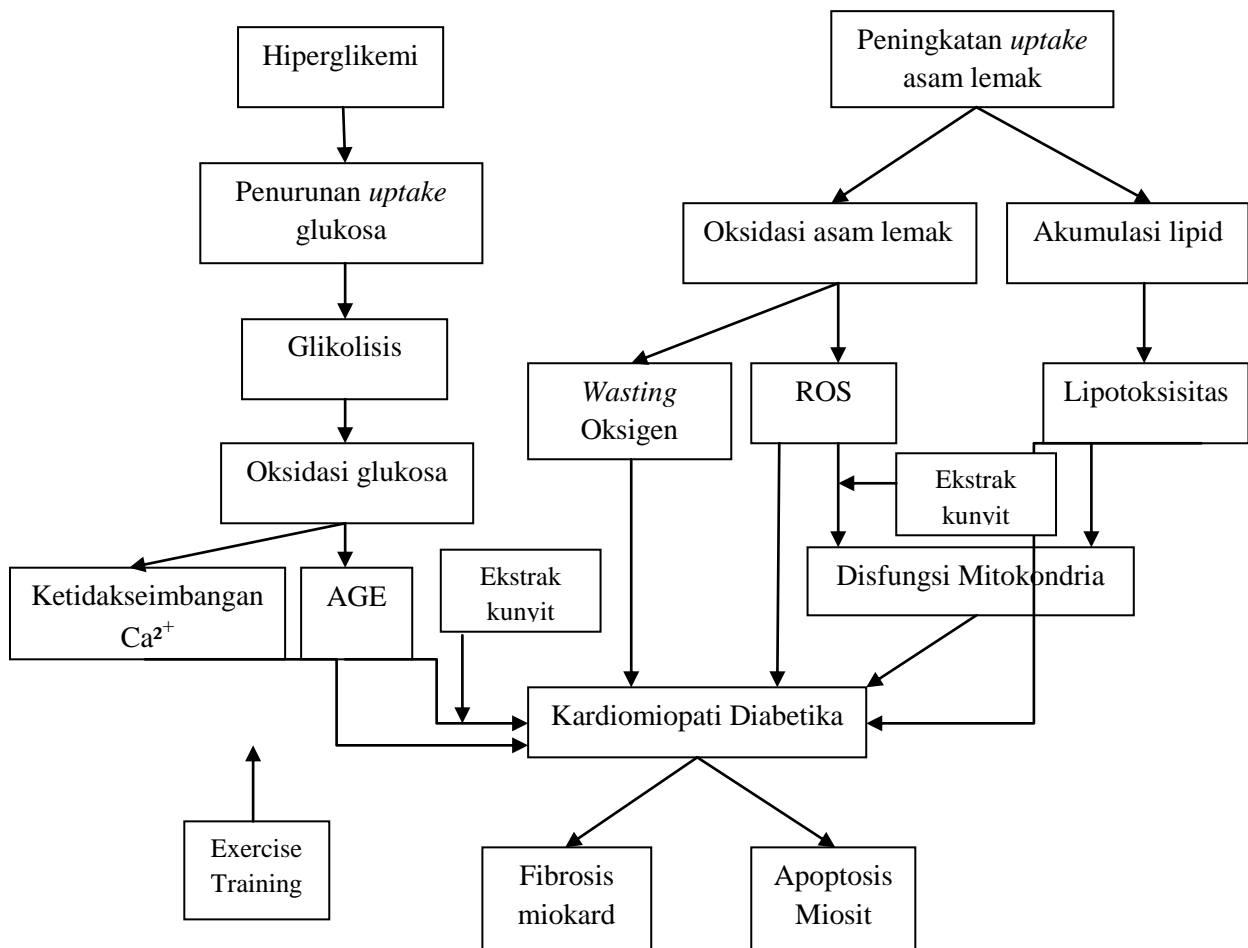 Hiperglikemi
Peningkatan uptake
asam lemak
Penurunan uptake
glukosa
Oksidasi asam lemak
Akumulasi lipid
Glikolisis
Wasting
Oksigen
ROS
Lipotoksisitas
Oksidasi glukosa
Ekstrak
kunyit
Ketidakseimbangan
Ca²⁺
AGE
Ekstrak
kunyit
Disfungsi Mitokondria
Kardiomiopati Diabetika
Exercise
Training
Fibrosis
miokard
Apoptosis
Miosit